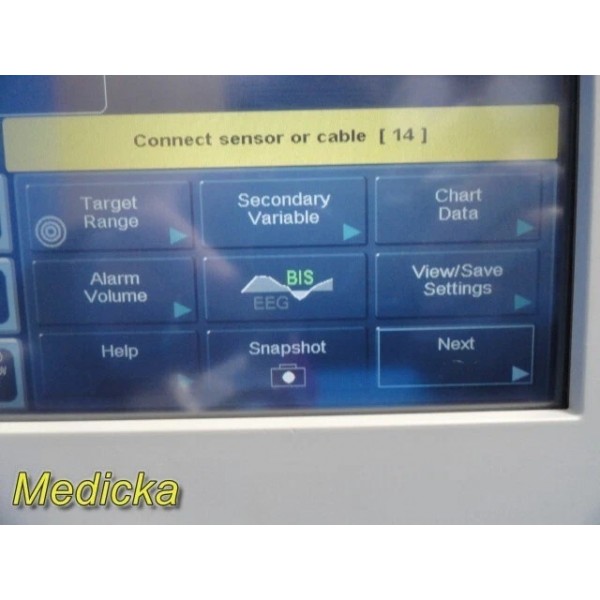 Connect sensor or cable [ 14 ]
Target
Range
Secondary
Variable
Chart
Data
Alarm
Volume
BIS
EEG
View/Save
Settings
Help
Snapshot
Next
Medicka